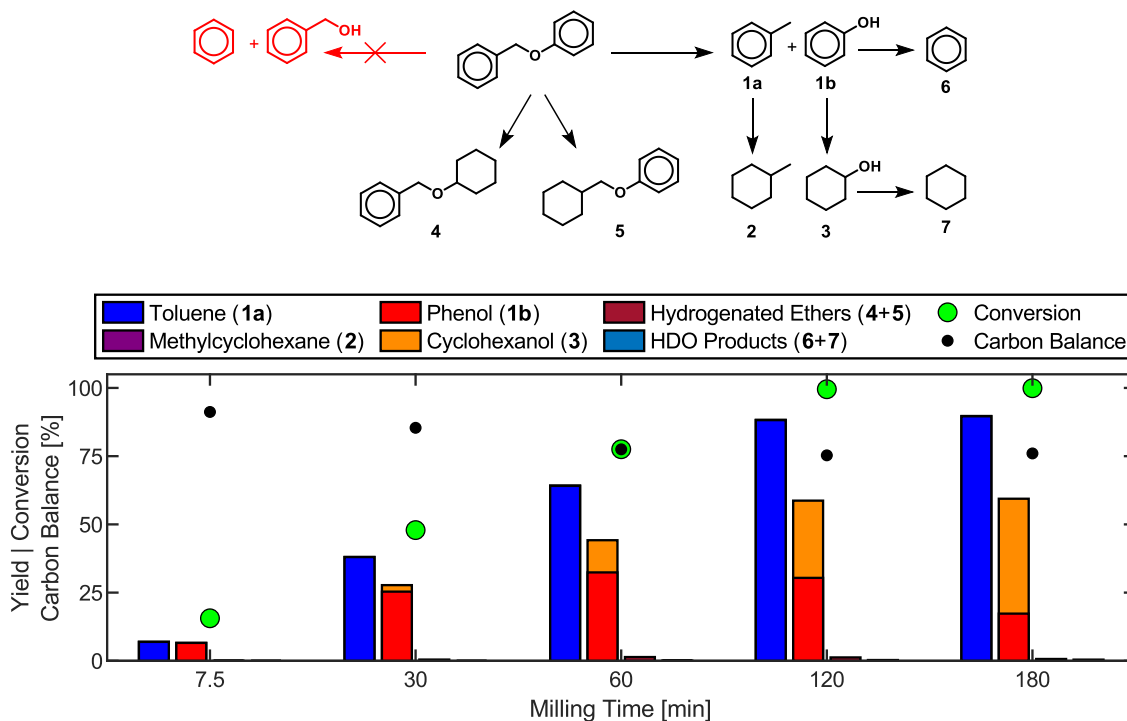 OH
OH
+
O
+
1a
1b
6
O
O
OH
4
5
2
3
7
Toluene (1a)
Phenol (1b)
Hydrogenated Ethers (4+5)
Conversion
Methylcyclohexane (2)
Cyclohexanol (3)
HDO Products (6+7)
Carbon Balance
Yield | Conversion
Carbon Balance [%]
100
75
50
25
0
7.5
30
60
120
180
Milling Time [min]